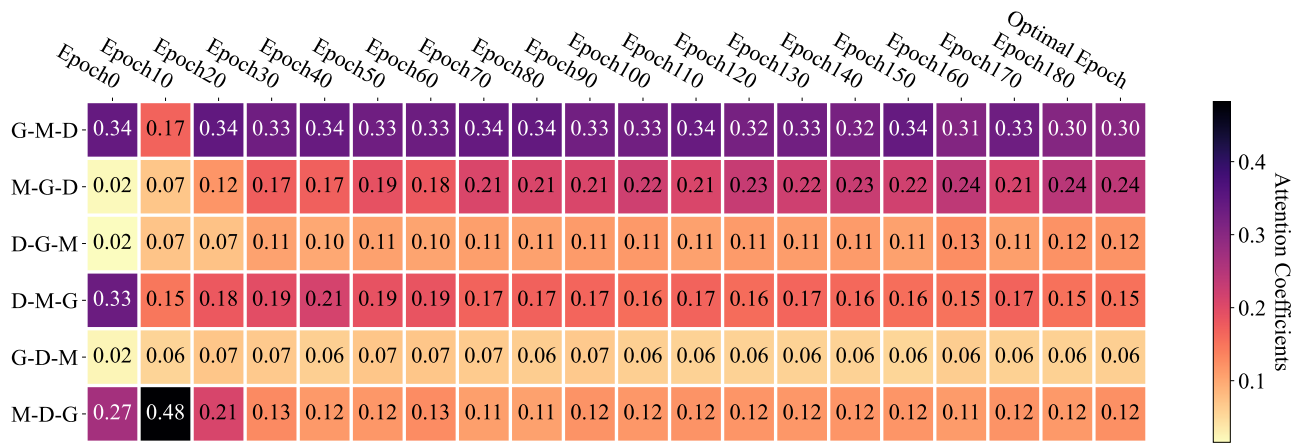 Epoch0 Epoch10 Epoch20 Epoch30 Epoch40 Epoch50 Epoch60 Epoch70 Epoch80 Epoch90 Epoch100 Epoch110 Epoch120 Epoch130 Epoch140 Epoch150 Epoch160 Epoch170 Epoch180 Optimal Epoch
G-M-D 0.34 0.17 0.34 0.33 0.34 0.33 0.33 0.34 0.34 0.33 0.33 0.34 0.32 0.33 0.32 0.34 0.31 0.33 0.30 0.30
M-G-D 0.02 0.07 0.12 0.17 0.17 0.19 0.18 0.21 0.21 0.21 0.22 0.21 0.23 0.22 0.23 0.22 0.24 0.21 0.24 0.24
D-G-M 0.02 0.07 0.07 0.11 0.10 0.11 0.10 0.11 0.11 0.11 0.11 0.11 0.11 0.11 0.11 0.11 0.13 0.11 0.12 0.12
D-M-G 0.33 0.15 0.18 0.19 0.21 0.19 0.19 0.17 0.17 0.17 0.16 0.17 0.16 0.17 0.16 0.16 0.15 0.17 0.15 0.15
G-D-M 0.02 0.06 0.07 0.07 0.06 0.07 0.07 0.07 0.06 0.07 0.06 0.06 0.06 0.06 0.06 0.06 0.06 0.06 0.06 0.06
M-D-G 0.27 0.48 0.21 0.13 0.12 0.12 0.13 0.11 0.11 0.12 0.12 0.12 0.12 0.12 0.12 0.12 0.11 0.12 0.12 0.12
0.4
0.3
0.2
0.1
Attention Coefficients